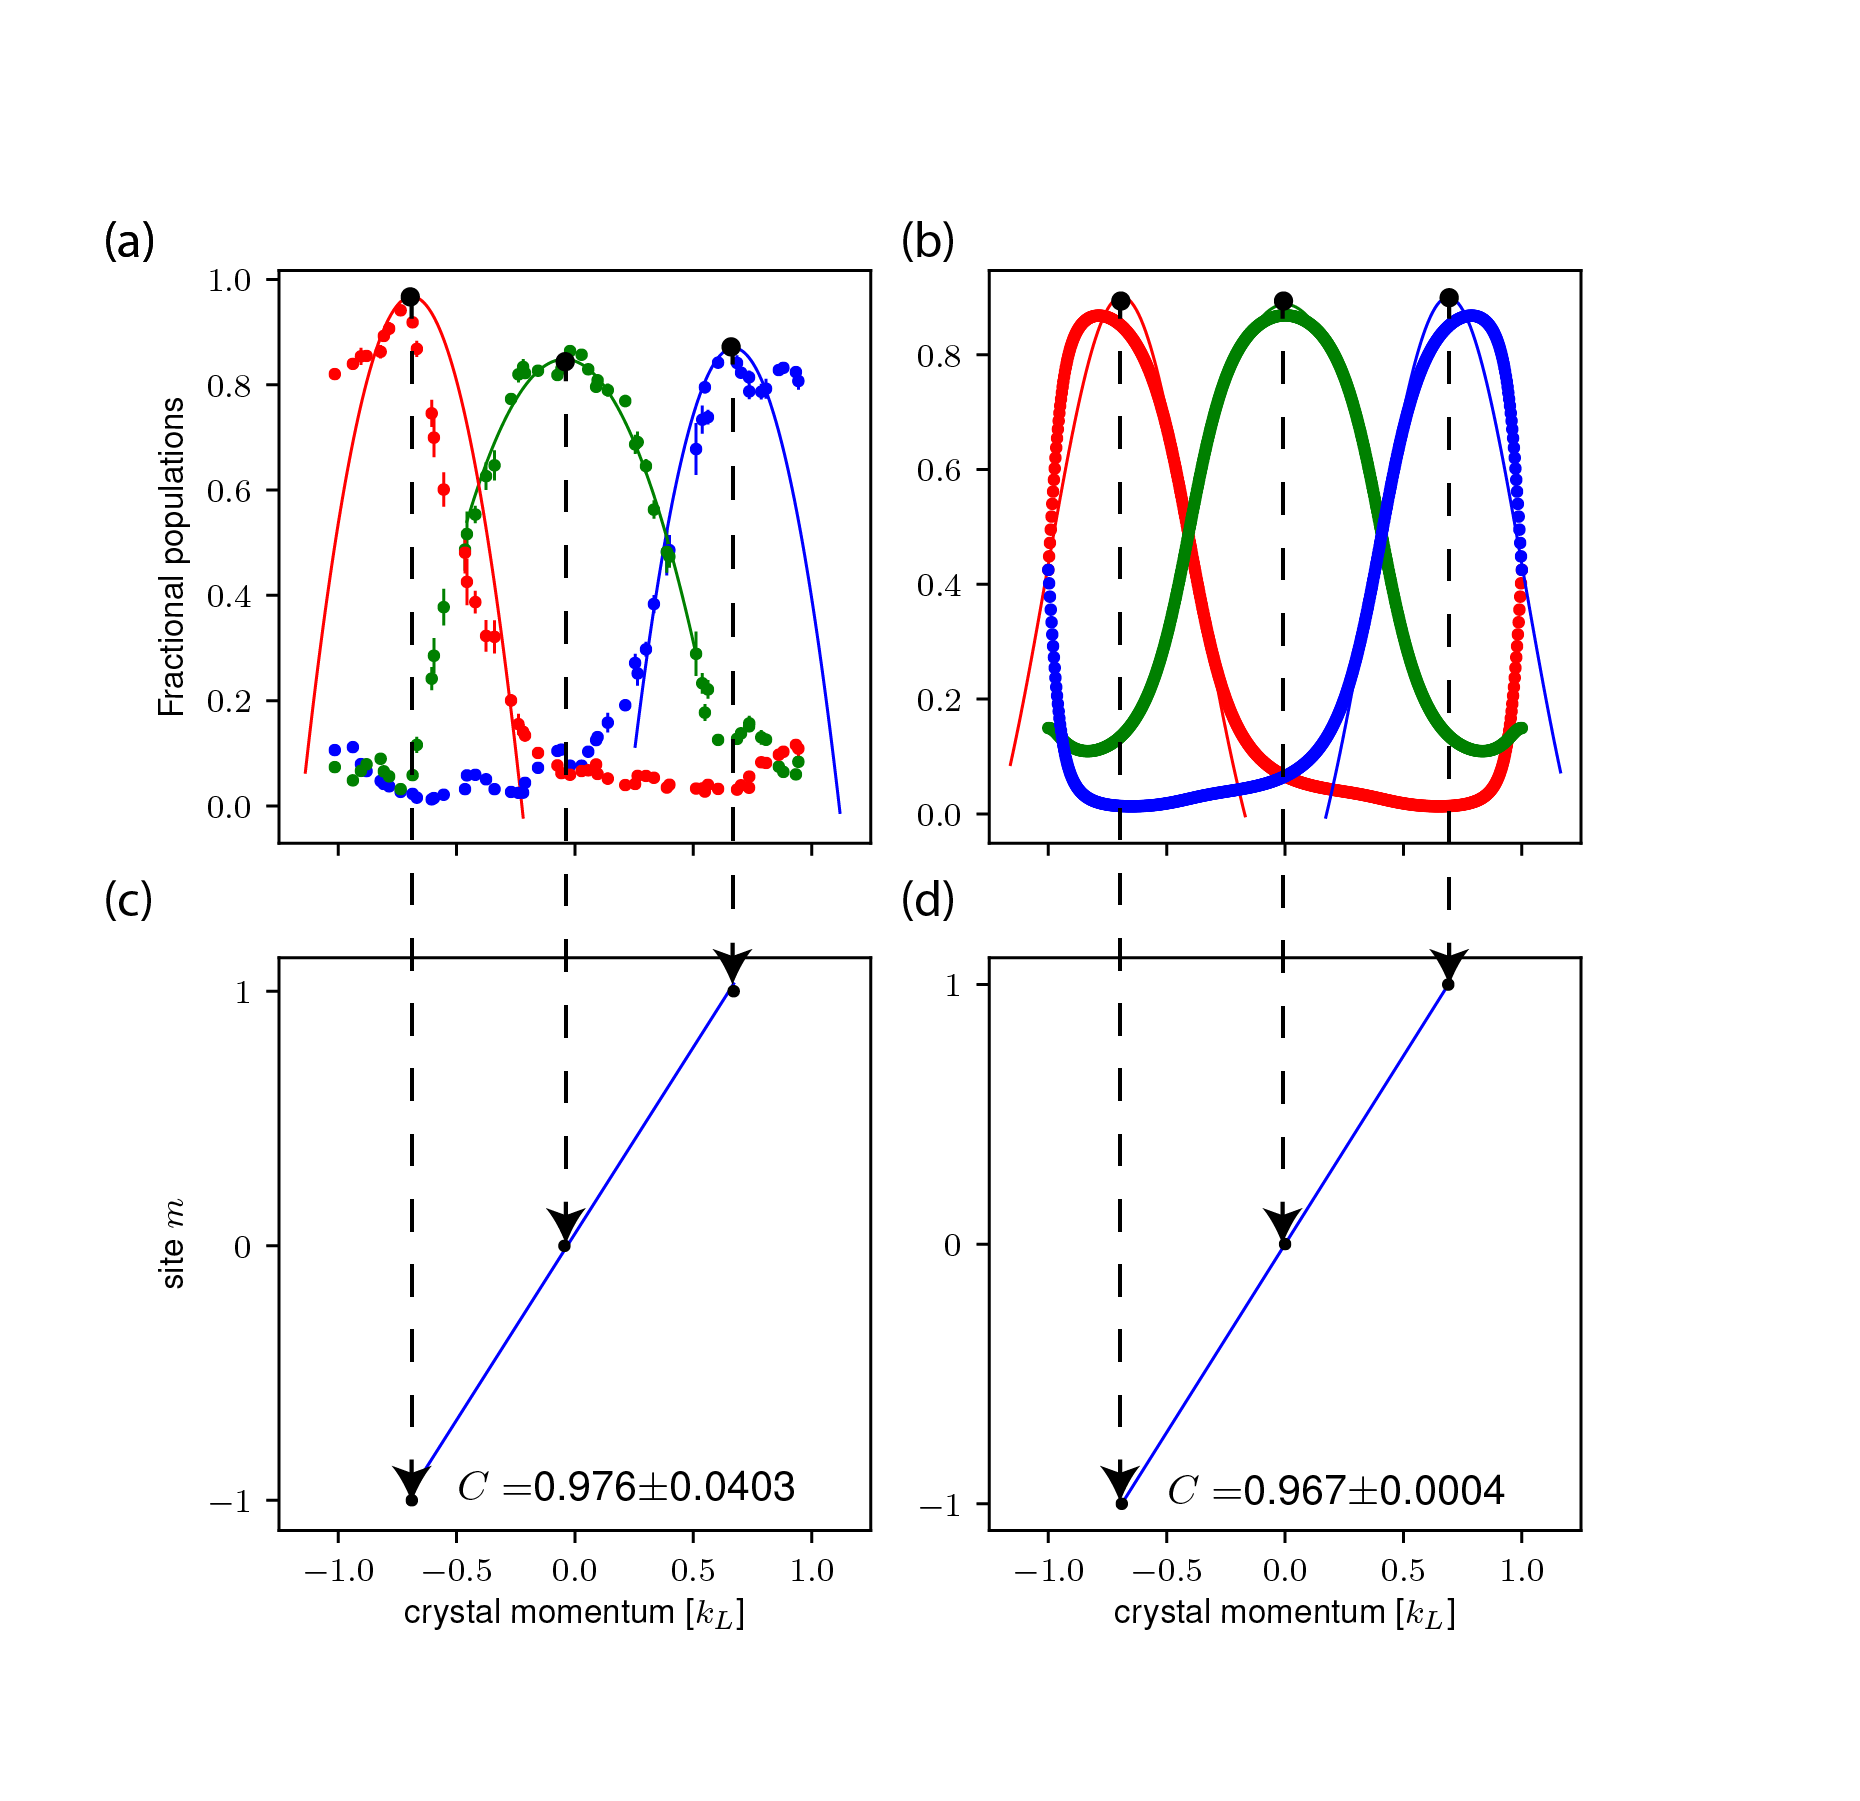 (a)
(b)
1.0
0.8
0.6
0.4
0.2
0.0
Fractional populations
0.8
0.6
0.4
0.2
0.0
(c)
(d)
1
0
−1
site m
C =0.976±0.0403
−1.0 −0.5 0.0 0.5 1.0
crystal momentum [k_L]
1
0
−1
C =0.967±0.0004
−1.0 −0.5 0.0 0.5 1.0
crystal momentum [k_L]